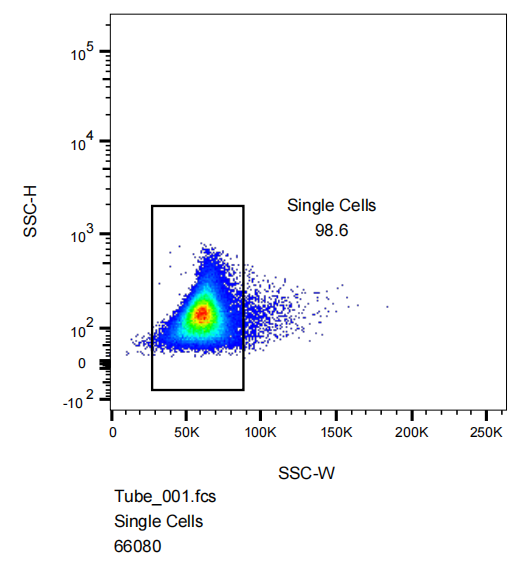 10^5
10^4
SSC-H
Single Cells
98.6
10^3
10^2
0
-10^2
0
50K
100K
150K
200K
250K
SSC-W
Tube_001.fcs
Single Cells
66080